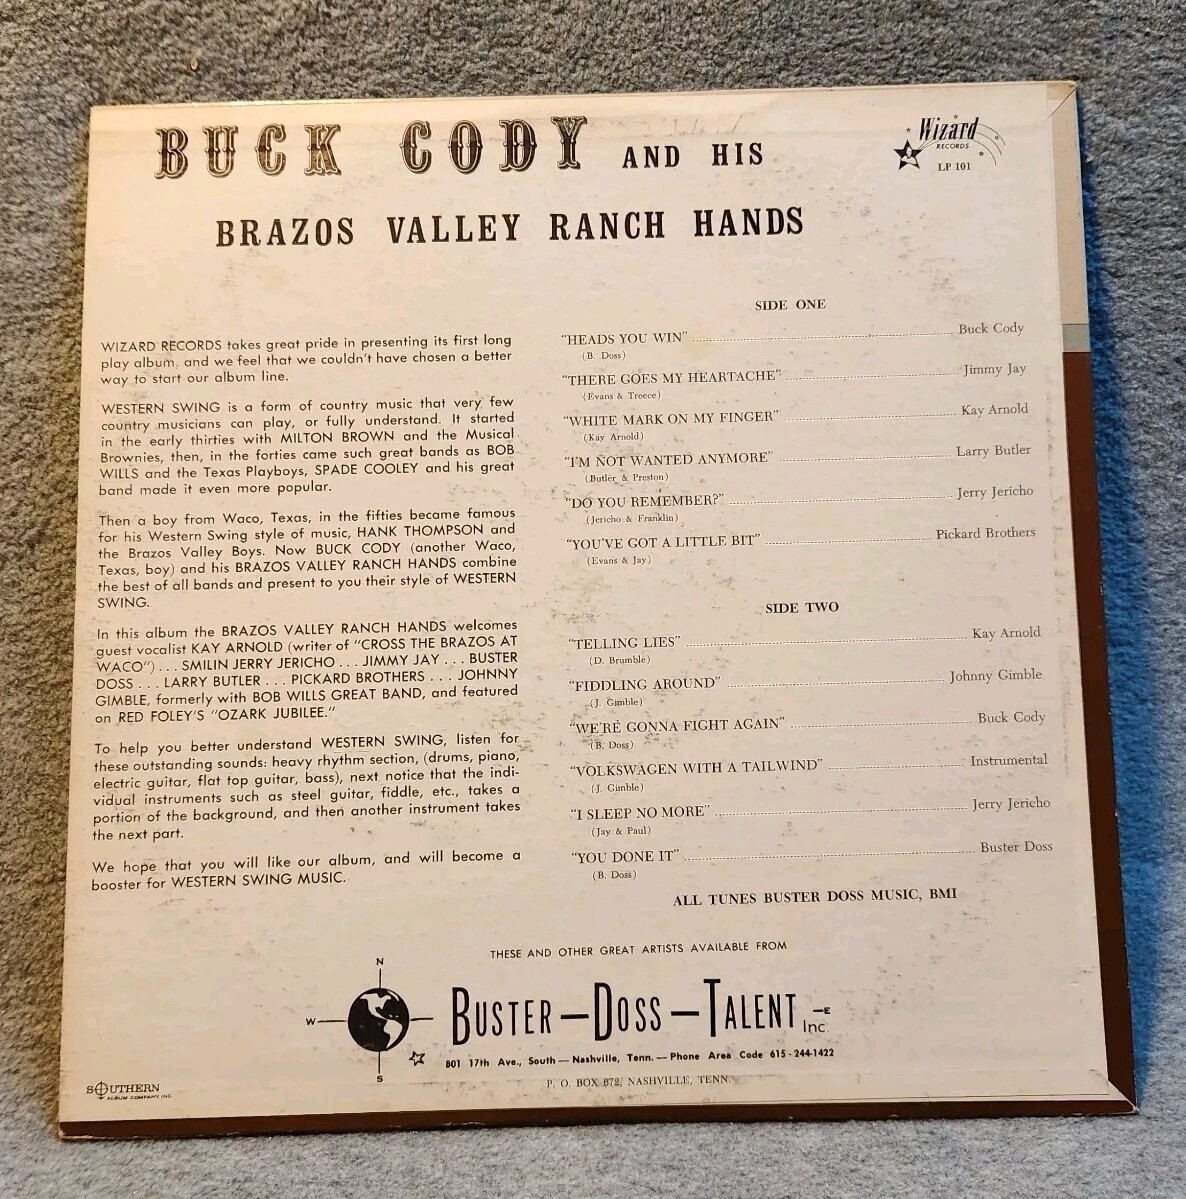 BUCK CODY AND HIS
BRAZOS VALLEY RANCH HANDS
Wizard
RECORDS
LP 101
WIZARD RECORDS takes great pride in presenting its first long
play album, and we feel that we couldn't have chosen a better
way to start our album line.
WESTERN SWING is a form of country music that very few
country musicians can play, or fully understand. It started
in the early thirties with MILTON BROWN and the Musical
Brownies, then, in the forties came such great bands as BOB
WILLS and the Texas Playboys, SPADE COOLEY and his great
band made it even more popular.
Then a boy from Waco, Texas, in the fifties became famous
for his Western Swing style of music, HANK THOMPSON and
the Brazos Valley Boys. Now BUCK CODY (another Waco,
Texas, boy) and his BRAZOS VALLEY RANCH HANDS combine
the best of all bands and present to you their style of WESTERN
SWING.
In this album the BRAZOS VALLEY RANCH HANDS welcomes
guest vocalist KAY ARNOLD (writer of "CROSS THE BRAZOS AT
WACO") . . . SMILIN JERRY JERICHO . . . JIMMY JAY . . . BUSTER
DOSS . . . LARRY BUTLER . . . PICKARD BROTHERS . . . JOHNNY
GIMBLE, formerly with BOB WILLS GREAT BAND, and featured
on RED FOLEY'S "OZARK JUBILEE."
To help you better understand WESTERN SWING, listen for
these outstanding sounds: heavy rhythm section, (drums, piano,
electric guitar, flat top guitar, bass), next notice that the indi-
vidual instruments such as steel guitar, fiddle, etc., takes a
portion of the background, and then another instrument takes
the next part.
We hope that you will like our album, and will become a
booster for WESTERN SWING MUSIC.
SIDE ONE
"HEADS YOU WIN" ........ Buck Cody
(B. Doss)
"THERE GOES MY HEARTACHE" ........ Jimmy Jay
(Evans & Treece)
"WHITE MARK ON MY FINGER" ........ Kay Arnold
(Kay Arnold)
"I'M NOT WANTED ANYMORE" ........ Larry Butler
(Butler & Preston)
"DO YOU REMEMBER?" ........ Jerry Jericho
(Jericho & Franklin)
"YOU'VE GOT A LITTLE BIT" ........ Pickard Brothers
(Evans & Jay)
SIDE TWO
"TELLING LIES" ........ Kay Arnold
(D. Brumble)
"FIDDLING AROUND" ........ Johnny Gimble
(J. Gimble)
"WE'RE GONNA FIGHT AGAIN" ........ Buck Cody
(B. Doss)
"VOLKSWAGEN WITH A TAILWIND" ........ Instrumental
(J. Gimble)
"I SLEEP NO MORE" ........ Jerry Jericho
(Jay & Paul)
"YOU DONE IT" ........ Buster Doss
(B. Doss)
ALL TUNES BUSTER DOSS MUSIC, BMI
THESE AND OTHER GREAT ARTISTS AVAILABLE FROM
N
W
E
S
BUSTER—DOSS—TALENT Inc
801 17th Ave., South — Nashville, Tenn. — Phone Area Code 615-244-1422
P. O. BOX 872, NASHVILLE, TENN.
SOUTHERN
ALBUM COMPANY, INC.